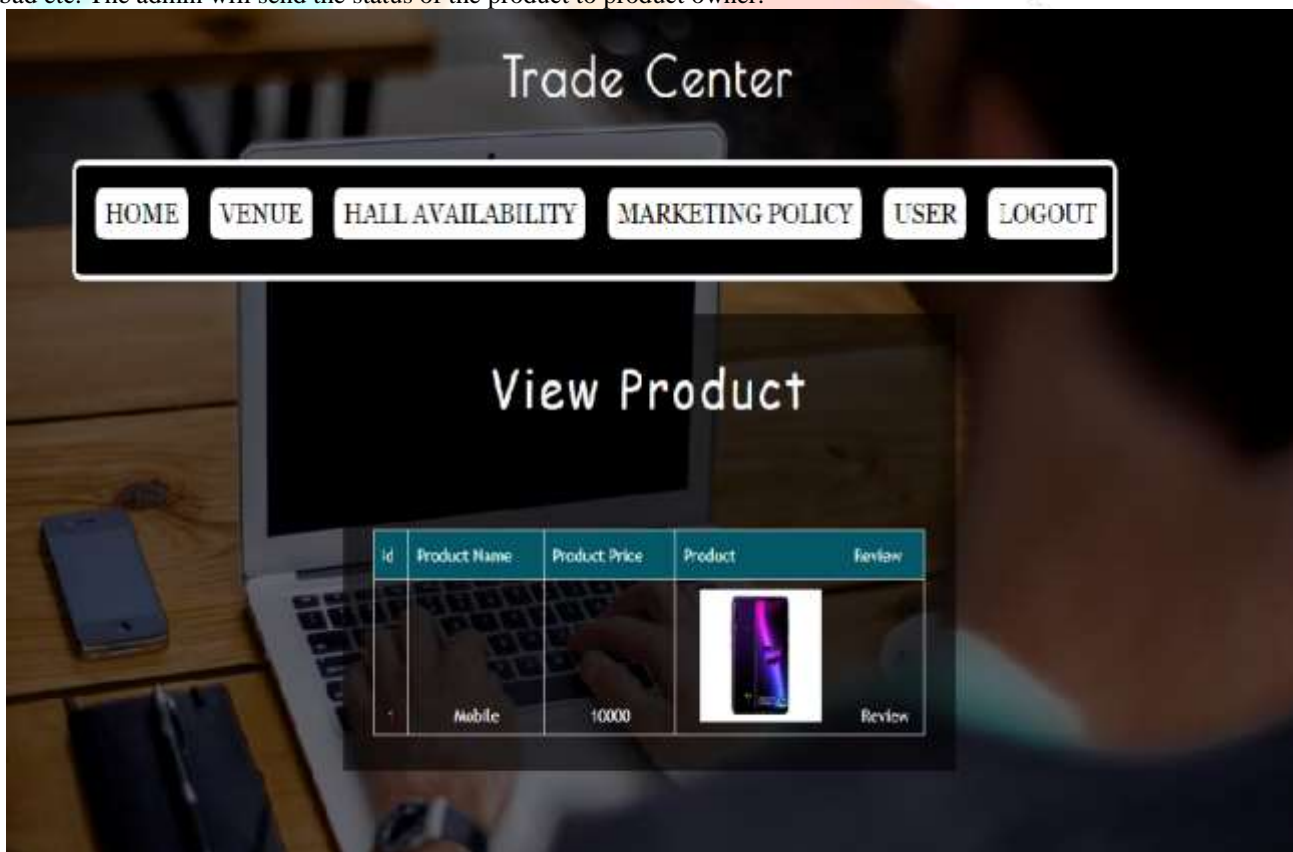 bad etc. The admin will send the status of the product to product owner.
Trade Center
HOME VENUE HALL AVAILABILITY MARKETING POLICY USER LOGOUT
View Product
Id Product Name Product Price Product Review
Mobile 10000 Review